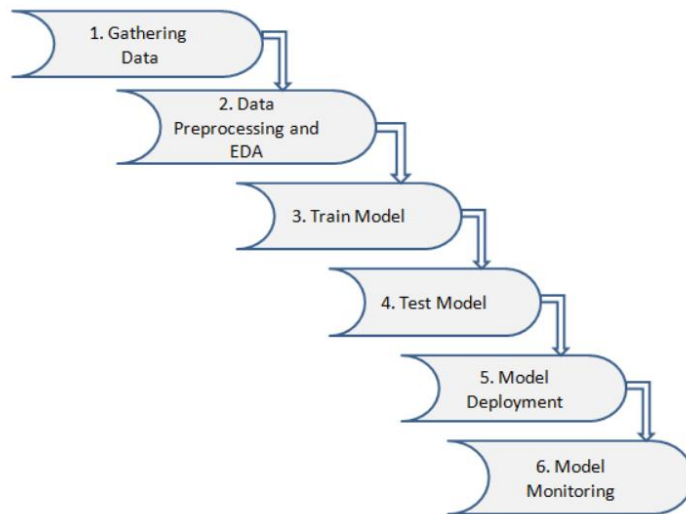 1. Gathering
Data
2. Data
Preprocessing and
EDA
3. Train Model
4. Test Model
5. Model
Deployment
6. Model
Monitoring